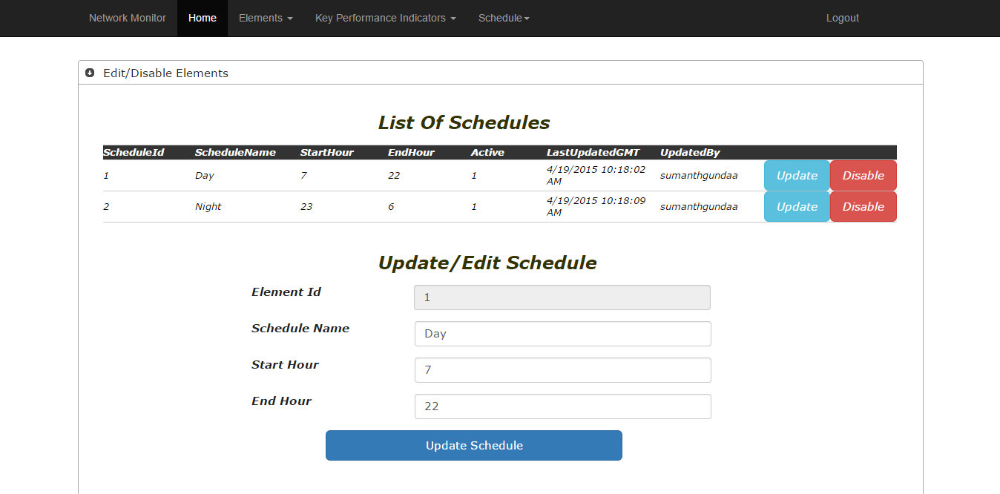 Network Monitor Home Elements Key Performance Indicators Schedule Logout
Edit/Disable Elements
List Of Schedules
ScheduleId ScheduleName StartHour EndHour Active LastUpdatedGMT UpdatedBy
1 Day 7 22 1 4/19/2015 10:18:02 AM sumanthgundaa Update Disable
2 Night 23 6 1 4/19/2015 10:18:09 AM sumanthgundaa Update Disable
Update/Edit Schedule
Element Id 1
Schedule Name Day
Start Hour 7
End Hour 22
Update Schedule